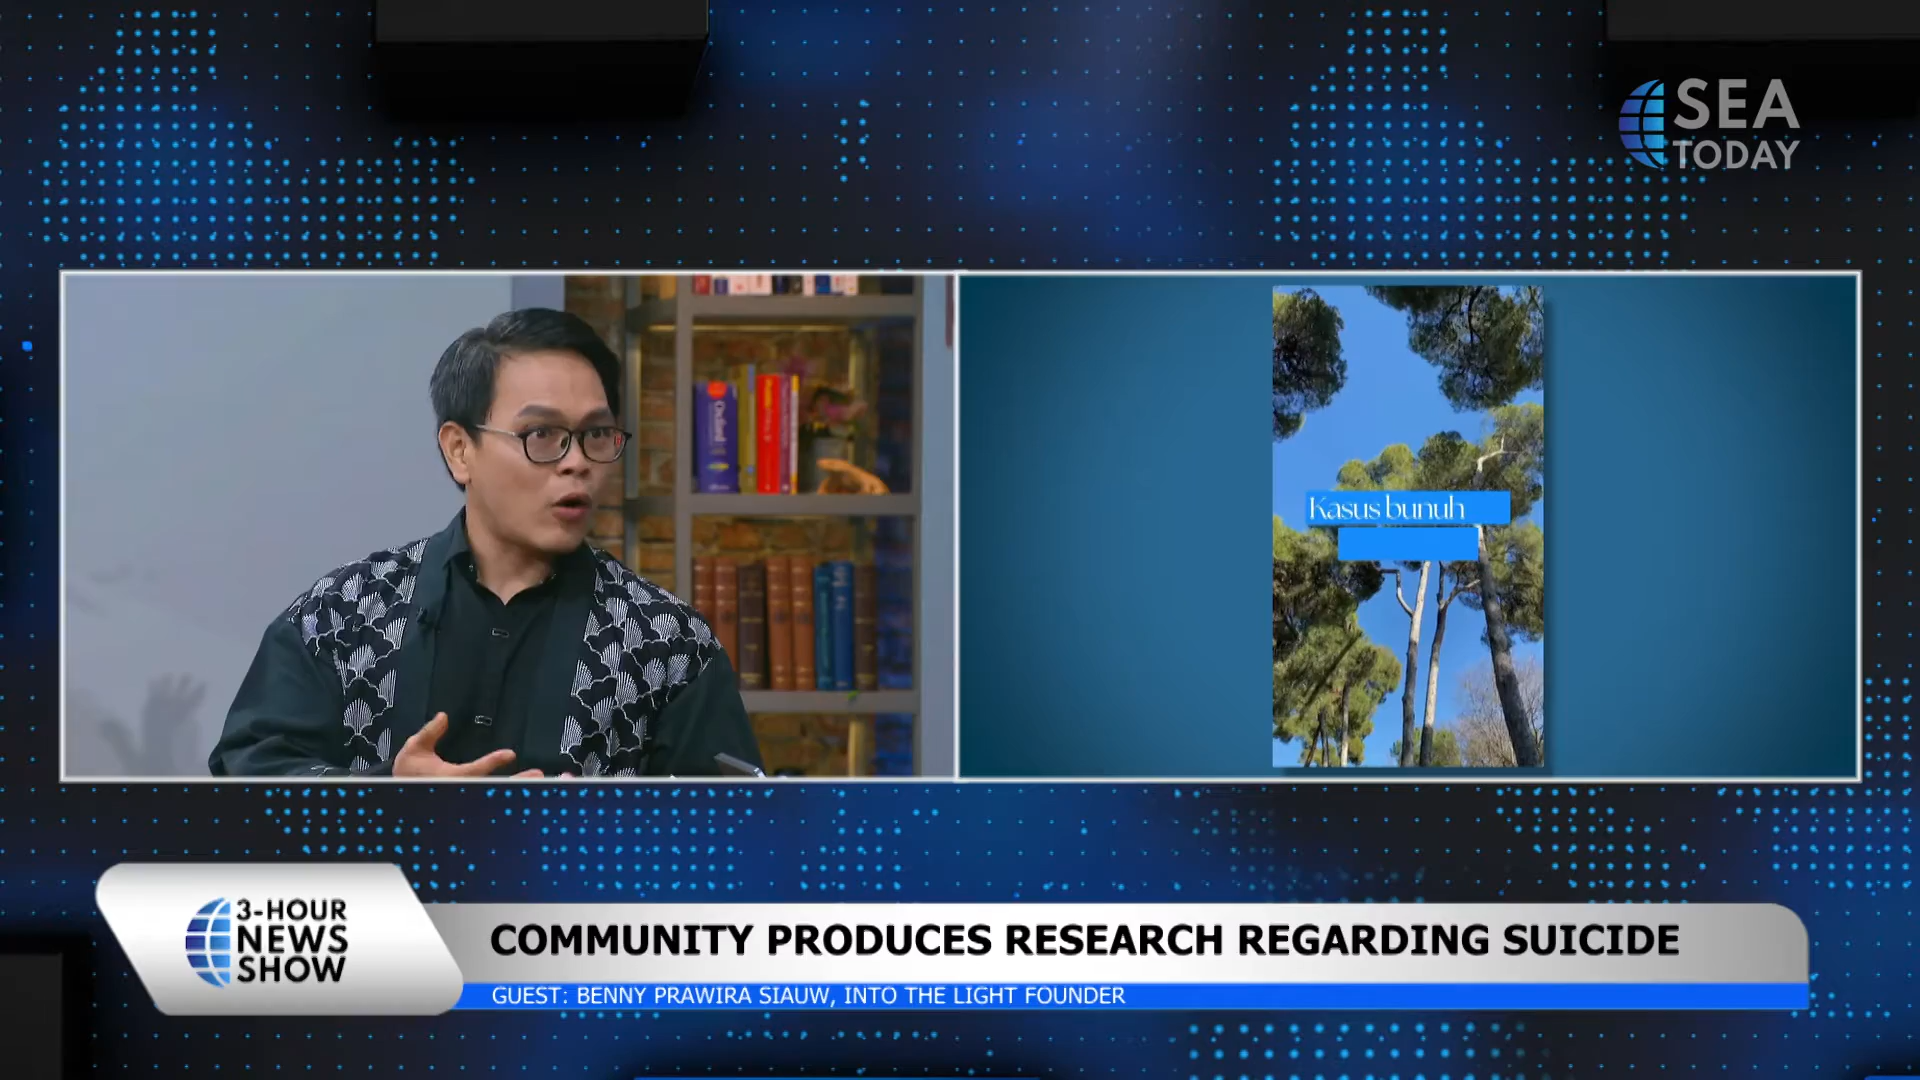 SEA
TODAY
Oxford
Kasus bunuh
3-HOUR
NEWS
SHOW
COMMUNITY PRODUCES RESEARCH REGARDING SUICIDE
GUEST: BENNY PRAWIRA SIAUW, INTO THE LIGHT FOUNDER